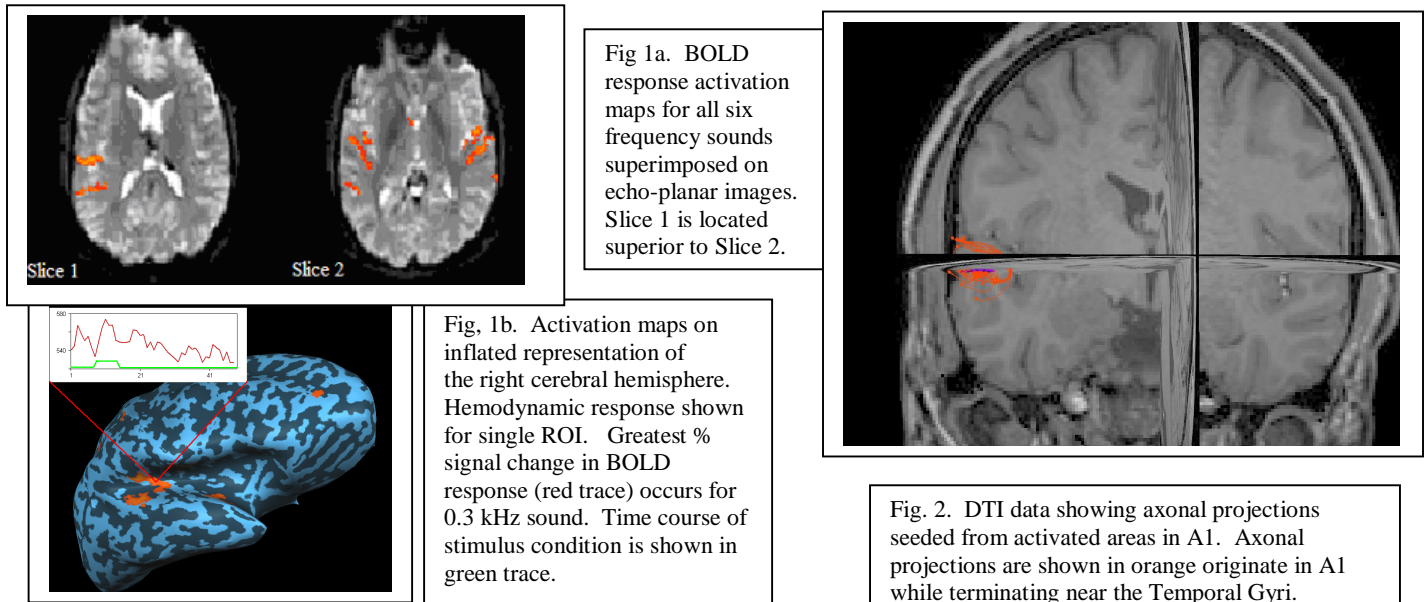 Slice 1
Slice 2
Fig 1a. BOLD
response activation
maps for all six
frequency sounds
superimposed on
echo-planar images.
Slice 1 is located
superior to Slice 2.
580
540
1
21
41
Fig, 1b. Activation maps on
inflated representation of
the right cerebral hemisphere.
Hemodynamic response shown
for single ROI. Greatest %
signal change in BOLD
response (red trace) occurs for
0.3 kHz sound. Time course of
stimulus condition is shown in
green trace.
Fig. 2. DTI data showing axonal projections
seeded from activated areas in A1. Axonal
projections are shown in orange originate in A1
while terminating near the Temporal Gyri.